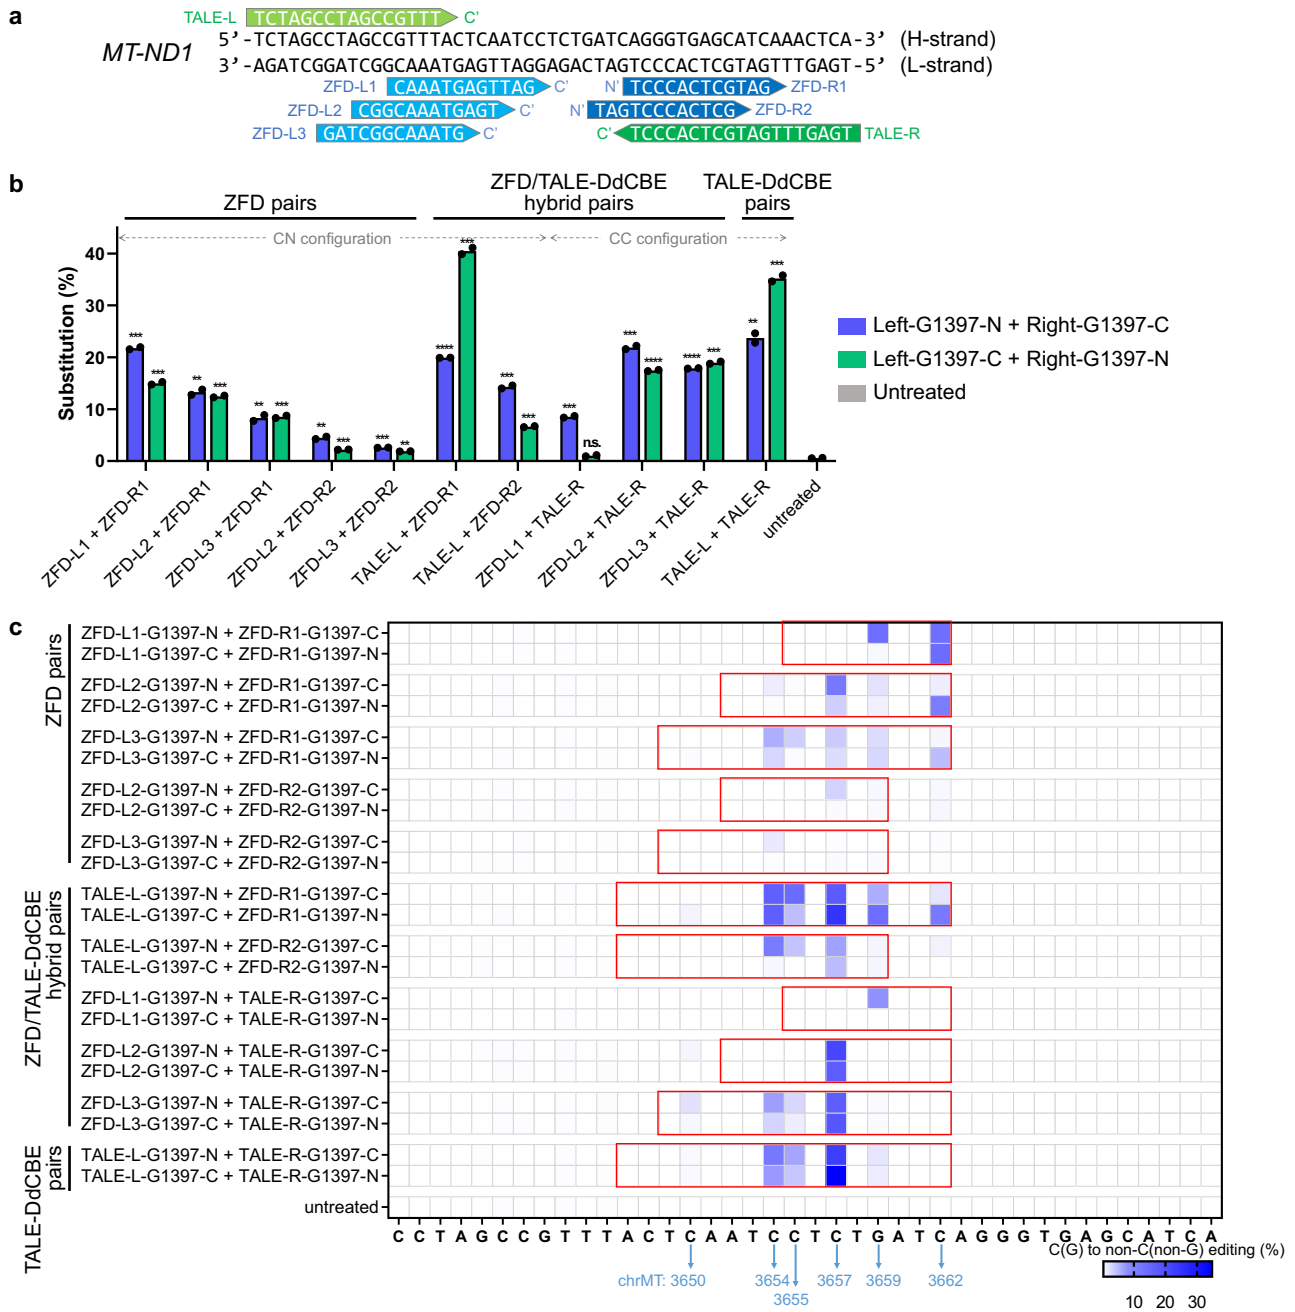 a
TALE-L TCTAGCCTAGCCGTTT C’
MT-ND1
5’-TCTAGCCTAGCCGTTTACTCAATCCTCTGATCAGGGTGAGCATCAAACTCA-3’ (H-strand)
3’-AGATCGGATCGGCAAATGAGTTAGGAGACTAGTCCCACTCGTAGTTTGAGT-5’ (L-strand)
ZFD-L1 CAAATGAGTTAG C’ N’ TCCCACTCGTAG ZFD-R1
ZFD-L2 CGGCAAATGAGT C’ N’ TAGTCCCACTCG ZFD-R2
ZFD-L3 GATCGGCAAATG C’ C’ TCCCACTCGTAGTTTGAGT TALE-R
b
ZFD pairs
ZFD/TALE-DdCBE
hybrid pairs
TALE-DdCBE
pairs
CN configuration
CC configuration
Substitution (%)
40
30
20
10
0
*** *** ** *** ** *** ** *** *** ** **** *** *** *** *** n.s. *** **** **** *** ** ***
ZFD-L1 + ZFD-R1
ZFD-L2 + ZFD-R1
ZFD-L3 + ZFD-R1
ZFD-L2 + ZFD-R2
ZFD-L3 + ZFD-R2
TALE-L + ZFD-R1
TALE-L + ZFD-R2
ZFD-L1 + TALE-R
ZFD-L2 + TALE-R
ZFD-L3 + TALE-R
TALE-L + TALE-R
untreated
Left-G1397-N + Right-G1397-C
Left-G1397-C + Right-G1397-N
Untreated
c
ZFD pairs
ZFD-L1-G1397-N + ZFD-R1-G1397-C
ZFD-L1-G1397-C + ZFD-R1-G1397-N
ZFD-L2-G1397-N + ZFD-R1-G1397-C
ZFD-L2-G1397-C + ZFD-R1-G1397-N
ZFD-L3-G1397-N + ZFD-R1-G1397-C
ZFD-L3-G1397-C + ZFD-R1-G1397-N
ZFD-L2-G1397-N + ZFD-R2-G1397-C
ZFD-L2-G1397-C + ZFD-R2-G1397-N
ZFD-L3-G1397-N + ZFD-R2-G1397-C
ZFD-L3-G1397-C + ZFD-R2-G1397-N
ZFD/TALE-DdCBE
hybrid pairs
TALE-L-G1397-N + ZFD-R1-G1397-C
TALE-L-G1397-C + ZFD-R1-G1397-N
TALE-L-G1397-N + ZFD-R2-G1397-C
TALE-L-G1397-C + ZFD-R2-G1397-N
ZFD-L1-G1397-N + TALE-R-G1397-C
ZFD-L1-G1397-C + TALE-R-G1397-N
ZFD-L2-G1397-N + TALE-R-G1397-C
ZFD-L2-G1397-C + TALE-R-G1397-N
ZFD-L3-G1397-N + TALE-R-G1397-C
ZFD-L3-G1397-C + TALE-R-G1397-N
TALE-DdCBE
pairs
TALE-L-G1397-N + TALE-R-G1397-C
TALE-L-G1397-C + TALE-R-G1397-N
untreated
C C T A G C C G T T T A C T C A A T C C T C T G A T C A G G G T G A G C A T C A
chrMT: 3650 3654 3657 3659 3662
3655
C(G) to non-C(non-G) editing (%)
10 20 30